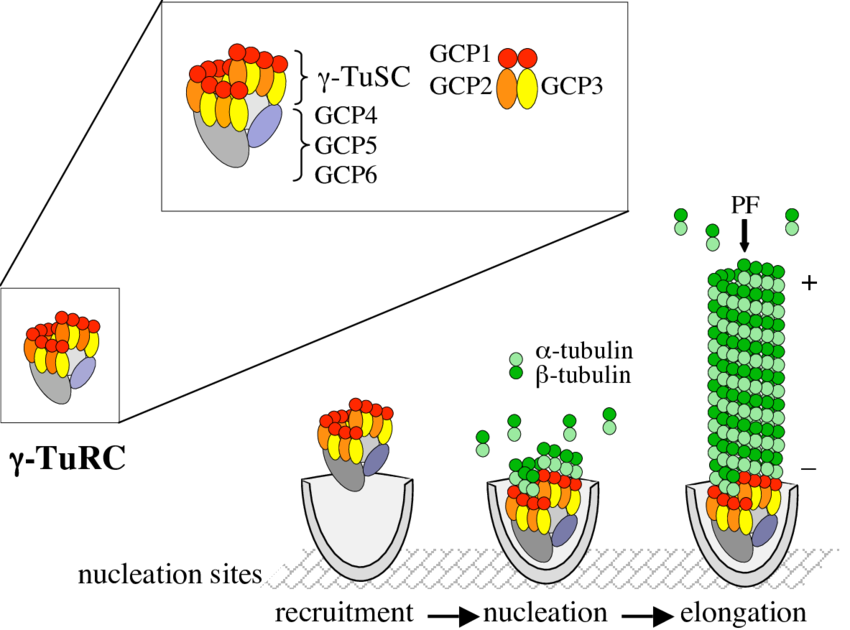 GCP1
γ-TuSC
GCP2
GCP3
GCP4
GCP5
GCP6
PF
+
α-tubulin
β-tubulin
γ-TuRC
–
nucleation sites
recruitment → nucleation → elongation